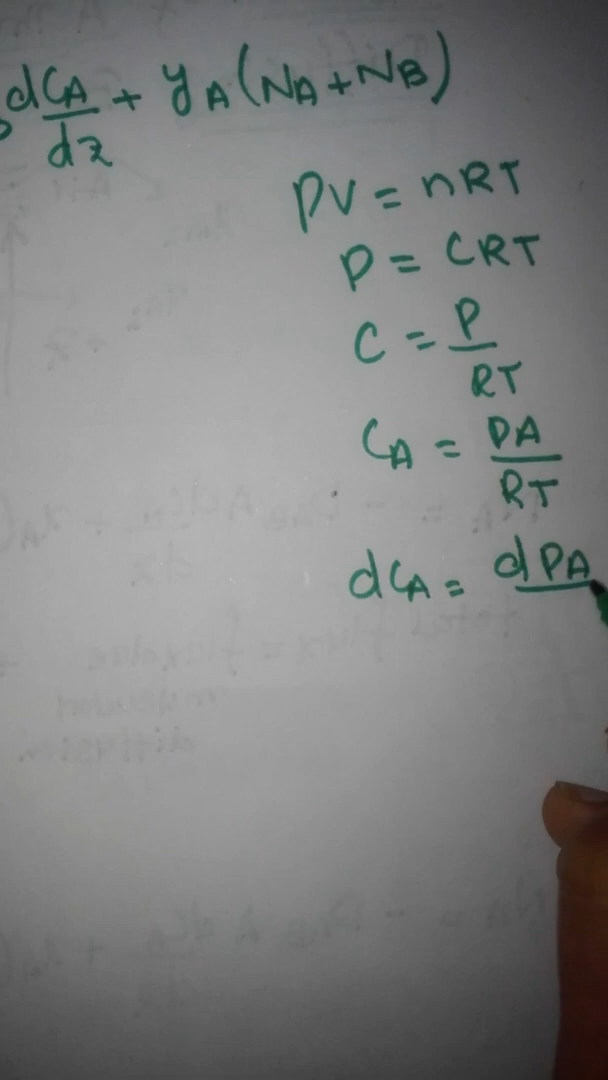 dCA/dz + yA(NA+NB)
PV = nRT
P = CRT
C = P/RT
CA = PA/RT
dCA = dPA